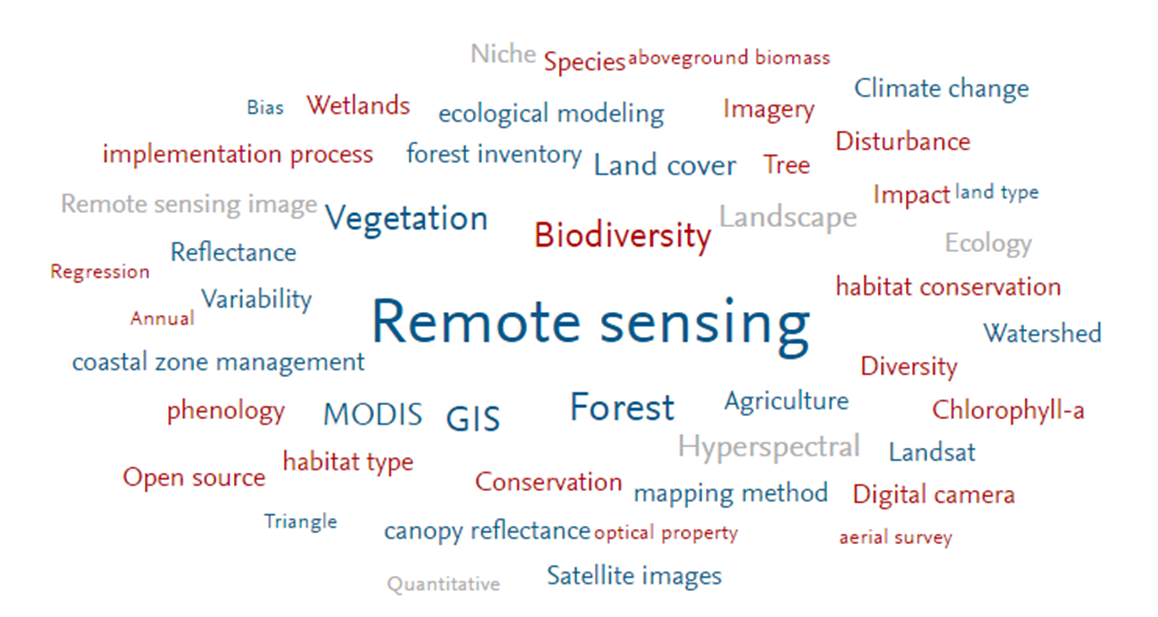 Niche Species aboveground biomass
Climate change
Bias Wetlands ecological modeling Imagery
Disturbance
implementation process forest inventory Land cover Tree
Impact land type
Remote sensing image Vegetation Biodiversity Landscape
Ecology
Reflectance
Regression
habitat conservation
Annual Variability Remote sensing Watershed
coastal zone management Diversity
phenology MODIS GIS Forest Agriculture Chlorophyll-a
Hyperspectral Landsat
Open source habitat type Conservation mapping method Digital camera
Triangle canopy reflectance optical property aerial survey
Quantitative Satellite images